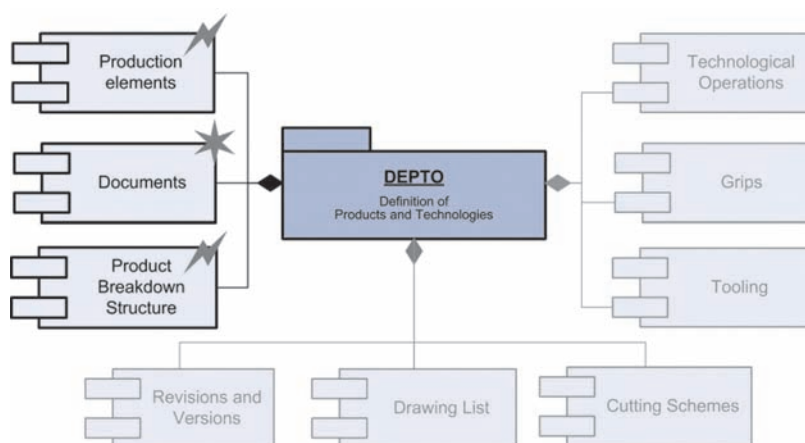 Production
elements
Documents
Product
Breakdown
Structure
DEPTO
Definition of
Products and Technologies
Technological
Operations
Grips
Tooling
Revisions and
Versions
Drawing List
Cutting Schemes